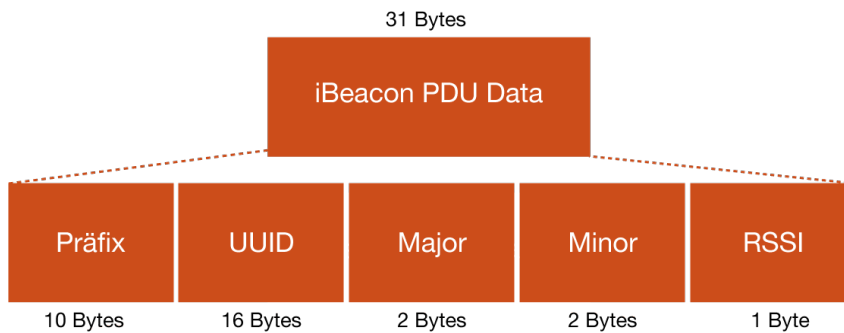 31 Bytes
iBeacon PDU Data
Präfix
UUID
Major
Minor
RSSI
10 Bytes
16 Bytes
2 Bytes
2 Bytes
1 Byte